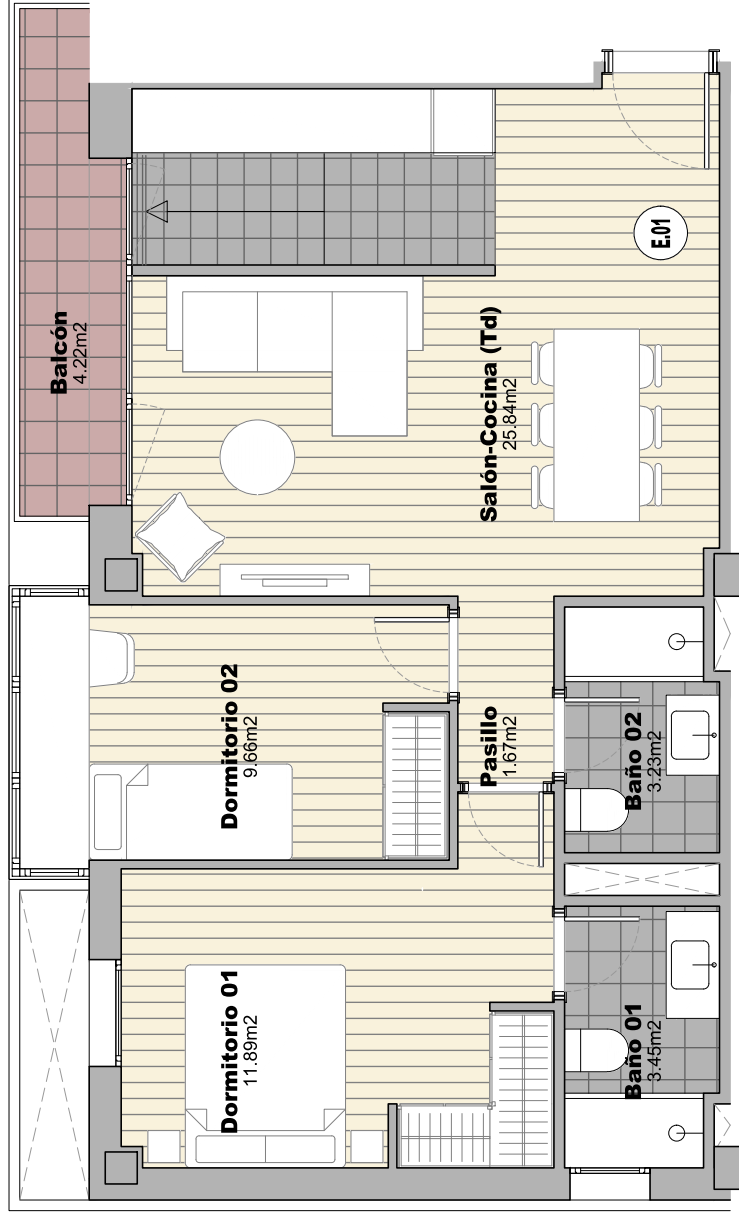 Balcón
4.22m2
E.01
Salón-Cocina (Td)
25.84m2
Dormitorio 02
9.66m2
Pasillo
1.67m2
Baño 02
3.23m2
Dormitorio 01
11.89m2
Baño 01
3.45m2